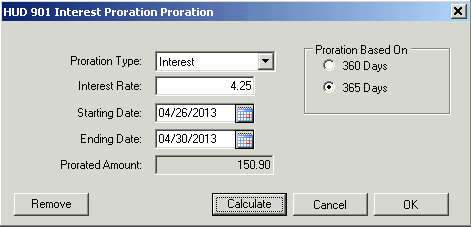 HUD 901 Interest Proration Proration
Proration Type: Interest
Interest Rate: 4.25
Starting Date: 04/26/2013
Ending Date: 04/30/2013
Prorated Amount: 150.90
Proration Based On
360 Days
365 Days
Remove Calculate Cancel OK